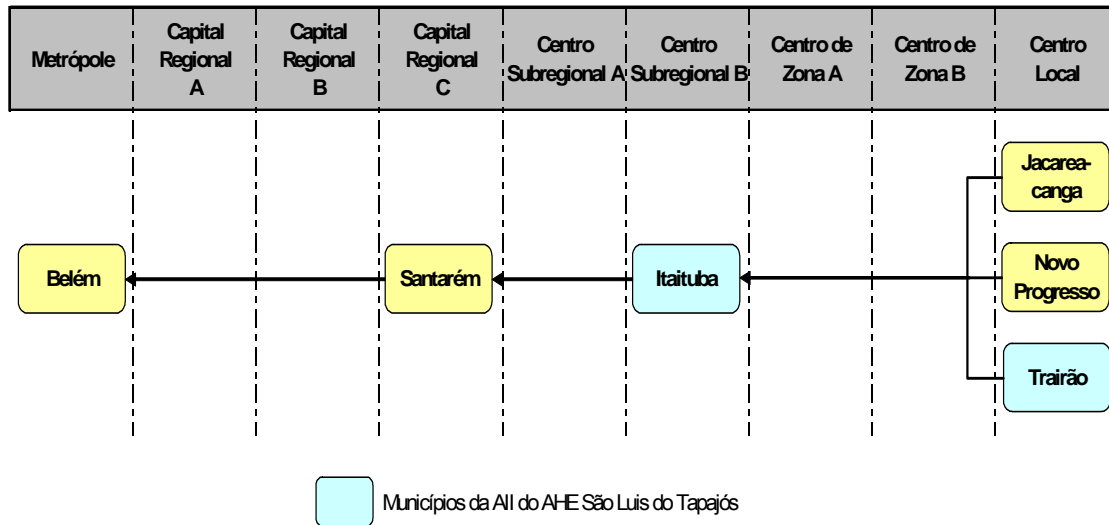 Metrópole
Capital
Regional
A
Capital
Regional
B
Capital
Regional
C
Centro
Subregional A
Centro
Subregional B
Centro de
Zona A
Centro de
Zona B
Centro
Local
Jacarea-
canga
Belém
Santarém
Itaituba
Novo
Progresso
Trairão
Municípios da AII do AHE São Luis do Tapajós